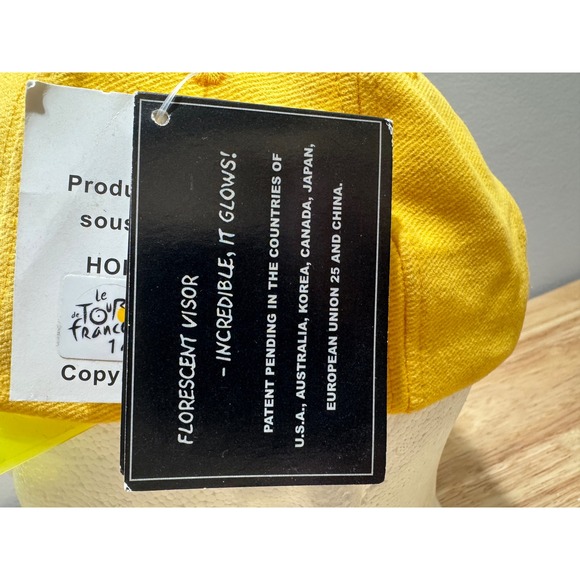 Produ
sous
HO
le
TOUR
de
france
Copy
FLORESCENT VISOR
- INCREDIBLE, IT GLOWS!
PATENT PENDING IN THE COUNTRIES OF
U.S.A., AUSTRALIA, KOREA, CANADA, JAPAN,
EUROPEAN UNION 25 AND CHINA.